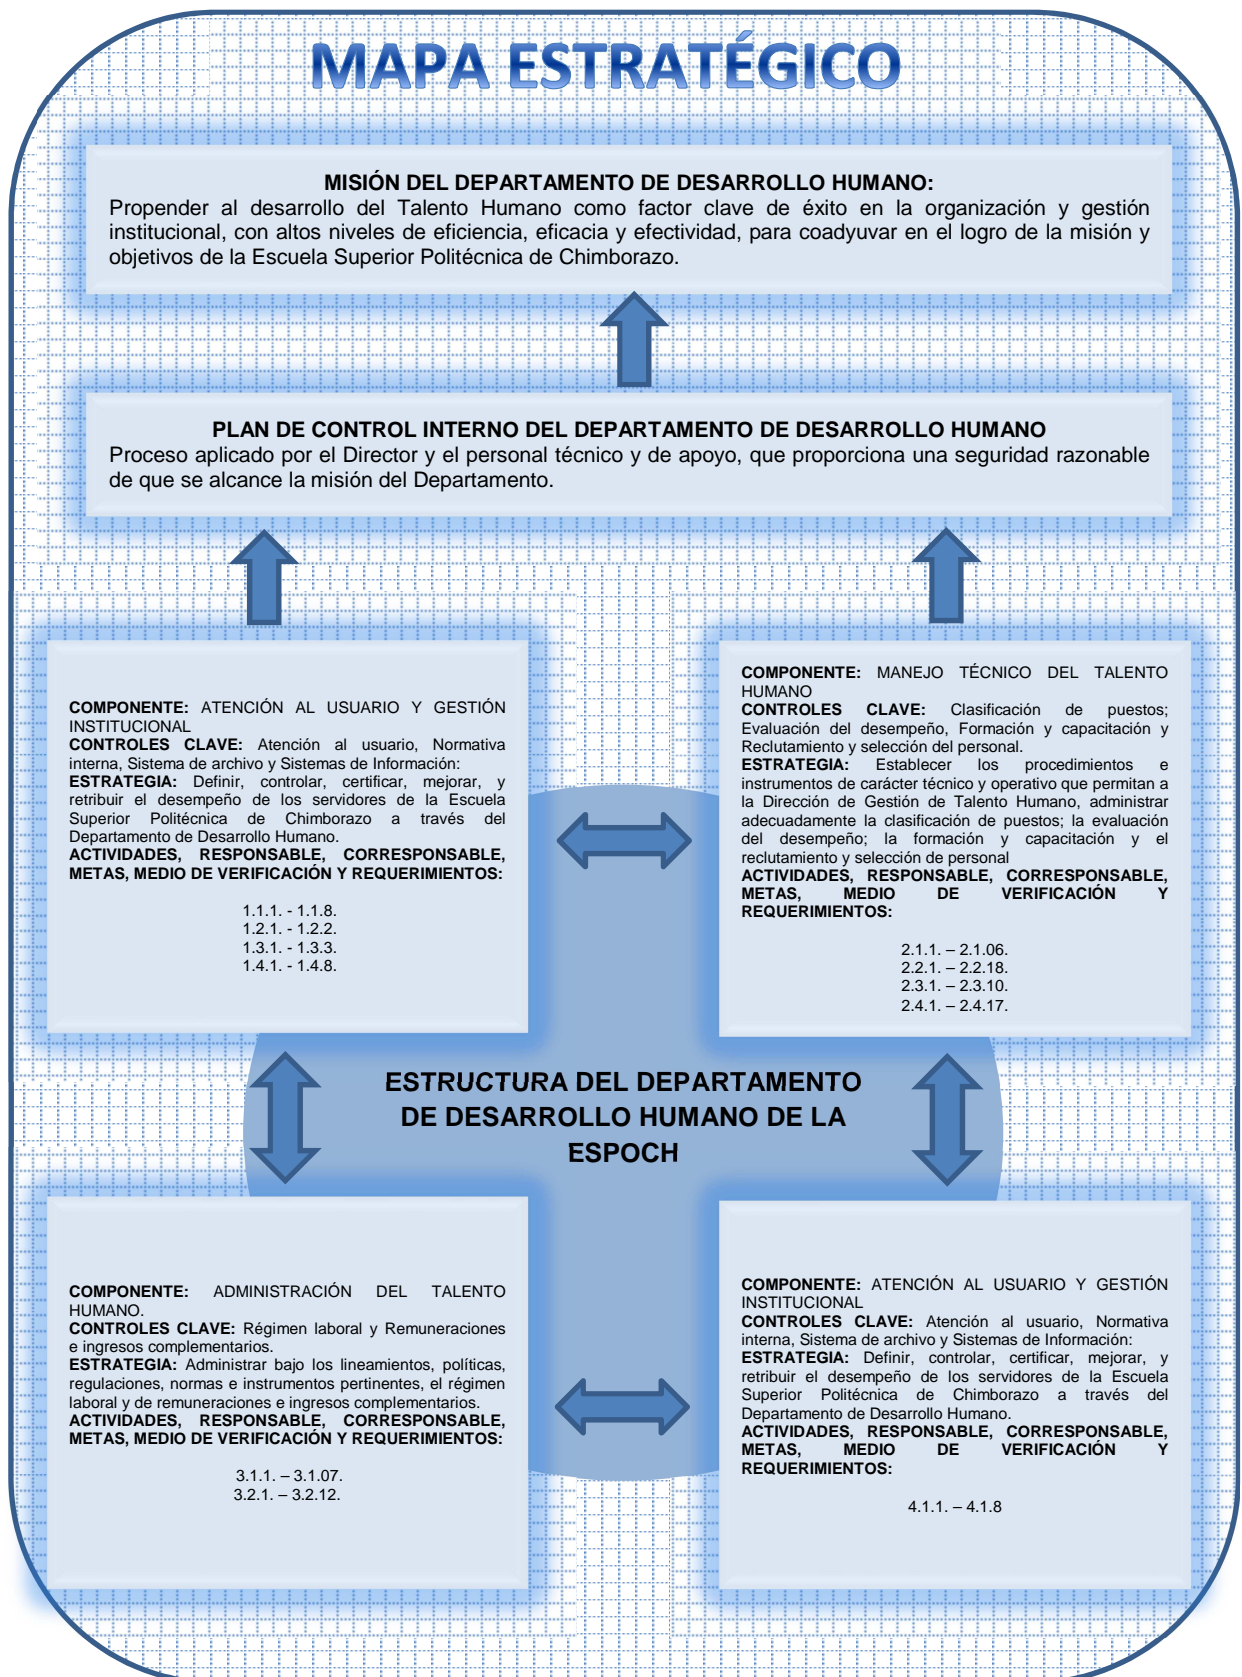 MAPA ESTRATÉGICO
MISIÓN DEL DEPARTAMENTO DE DESARROLLO HUMANO:
Propender al desarrollo del Talento Humano como factor clave de éxito en la organización y gestión
institucional, con altos niveles de eficiencia, eficacia y efectividad, para coadyuvar en el logro de la misión y
objetivos de la Escuela Superior Politécnica de Chimborazo.
PLAN DE CONTROL INTERNO DEL DEPARTAMENTO DE DESARROLLO HUMANO
Proceso aplicado por el Director y el personal técnico y de apoyo, que proporciona una seguridad razonable
de que se alcance la misión del Departamento.
COMPONENTE: ATENCIÓN AL USUARIO Y GESTIÓN
INSTITUCIONAL
CONTROLES CLAVE: Atención al usuario, Normativa
interna, Sistema de archivo y Sistemas de Información:
ESTRATEGIA: Definir, controlar, certificar, mejorar, y
retribuir el desempeño de los servidores de la Escuela
Superior Politécnica de Chimborazo a través del
Departamento de Desarrollo Humano.
ACTIVIDADES, RESPONSABLE, CORRESPONSABLE,
METAS, MEDIO DE VERIFICACIÓN Y REQUERIMIENTOS:
1.1.1. - 1.1.8.
1.2.1. - 1.2.2.
1.3.1. - 1.3.3.
1.4.1. - 1.4.8.
COMPONENTE: MANEJO TÉCNICO DEL TALENTO
HUMANO
CONTROLES CLAVE: Clasificación de puestos;
Evaluación del desempeño, Formación y capacitación y
Reclutamiento y selección del personal.
ESTRATEGIA: Establecer los procedimientos e
instrumentos de carácter técnico y operativo que permitan a
la Dirección de Gestión de Talento Humano, administrar
adecuadamente la clasificación de puestos; la evaluación
del desempeño; la formación y capacitación y el
reclutamiento y selección de personal
ACTIVIDADES, RESPONSABLE, CORRESPONSABLE,
METAS, MEDIO DE VERIFICACIÓN Y
REQUERIMIENTOS:
2.1.1. – 2.1.06.
2.2.1. – 2.2.18.
2.3.1. – 2.3.10.
2.4.1. – 2.4.17.
ESTRUCTURA DEL DEPARTAMENTO
DE DESARROLLO HUMANO DE LA
ESPOCH
COMPONENTE: ADMINISTRACIÓN DEL TALENTO
HUMANO.
CONTROLES CLAVE: Régimen laboral y Remuneraciones
e ingresos complementarios.
ESTRATEGIA: Administrar bajo los lineamientos, políticas,
regulaciones, normas e instrumentos pertinentes, el régimen
laboral y de remuneraciones e ingresos complementarios.
ACTIVIDADES, RESPONSABLE, CORRESPONSABLE,
METAS, MEDIO DE VERIFICACIÓN Y REQUERIMIENTOS:
3.1.1. – 3.1.07.
3.2.1. – 3.2.12.
COMPONENTE: ATENCIÓN AL USUARIO Y GESTIÓN
INSTITUCIONAL
CONTROLES CLAVE: Atención al usuario, Normativa
interna, Sistema de archivo y Sistemas de Información:
ESTRATEGIA: Definir, controlar, certificar, mejorar, y
retribuir el desempeño de los servidores de la Escuela
Superior Politécnica de Chimborazo a través del
Departamento de Desarrollo Humano.
ACTIVIDADES, RESPONSABLE, CORRESPONSABLE,
METAS, MEDIO DE VERIFICACIÓN Y
REQUERIMIENTOS:
4.1.1. – 4.1.8